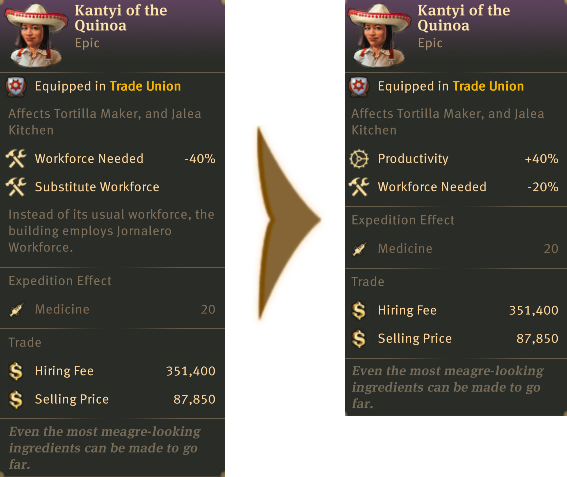 Kantyi of the
Quinoa
Epic
Equipped in Trade Union
Affects Tortilla Maker, and Jalea
Kitchen
Workforce Needed -40%
Substitute Workforce
Instead of its usual workforce, the
building employs Jornalero
Workforce.
Expedition Effect
Medicine 20
Trade
Hiring Fee 351,400
Selling Price 87,850
Even the most meagre-looking
ingredients can be made to go
far.
Kantyi of the
Quinoa
Epic
Equipped in Trade Union
Affects Tortilla Maker, and Jalea
Kitchen
Productivity +40%
Workforce Needed -20%
Expedition Effect
Medicine 20
Trade
Hiring Fee 351,400
Selling Price 87,850
Even the most meagre-looking
ingredients can be made to go
far.